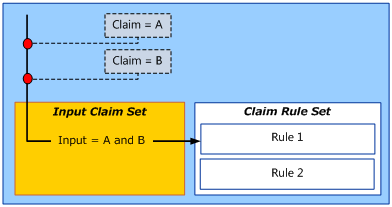 Claim = A
Claim = B
Input Claim Set
Input = A and B
Claim Rule Set
Rule 1
Rule 2